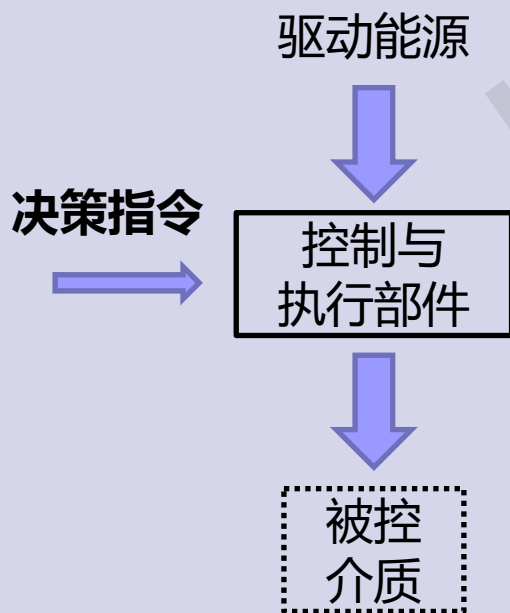 驱动能源
决策指令
控制与
执行部件
被控
介质